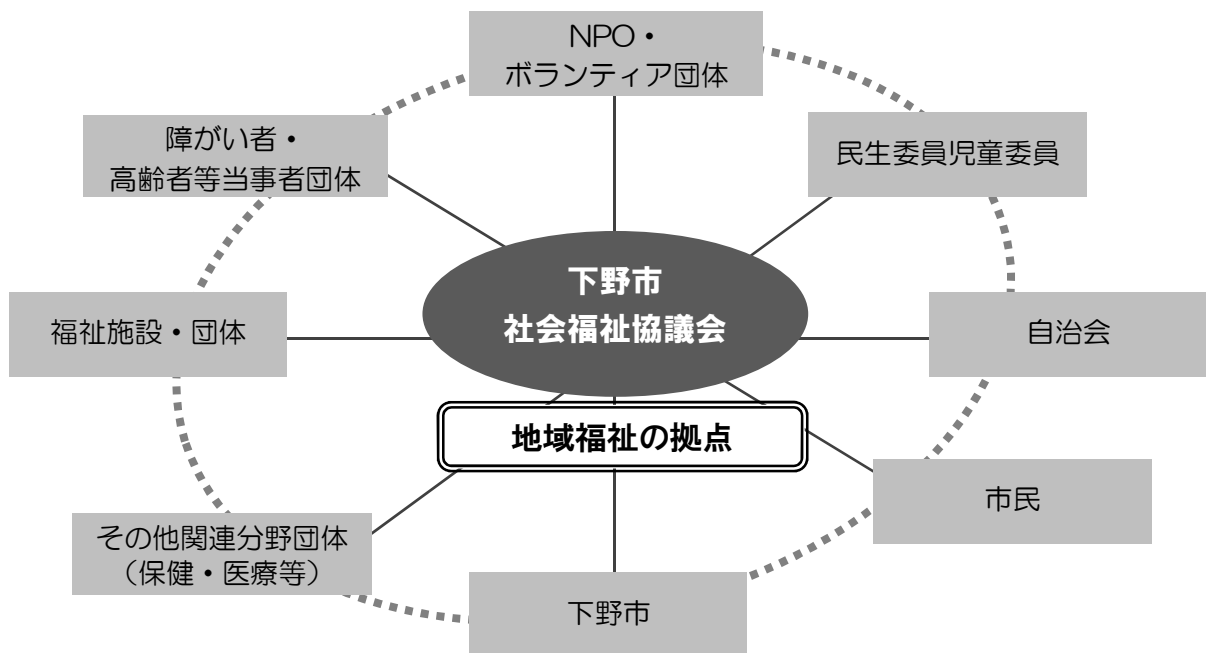 NPO・
ボランティア団体
障がい者・
高齢者等当事者団体
民生委員児童委員
下野市
社会福祉協議会
福祉施設・団体
自治会
地域福祉の拠点
市民
その他関連分野団体
（保健・医療等）
下野市